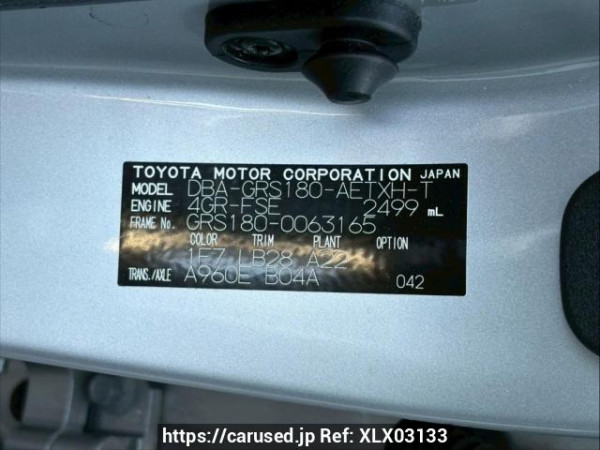 TOYOTA MOTOR CORPORATION JAPAN
MODEL DBA-GRS180-AETXH-T
ENGINE 4GR-FSE 2499 mL
FRAME No. GRS180-0063165
COLOR TRIM PLANT OPTION
1F7 LB28 A22
TRANS./AXLE A960E B04A 042
https://carused.jp Ref: XLX03133